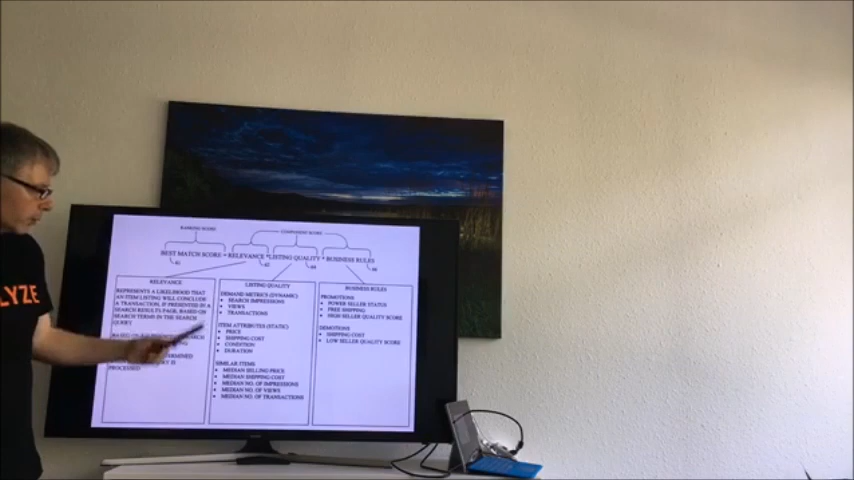 RANKING SCORE
COMPONENT SCORE
BEST MATCH SCORE = RELEVANCE *LISTING QUALITY * BUSINESS RULES
RELEVANCE
REPRESENTS A LIKELIHOOD THAT
AN ITEM LISTING WILL CONCLUDE
A TRANSACTION, IF PRESENTED IN A
SEARCH RESULTS PAGE, BASED ON
SEARCH TERMS IN THE SEARCH
QUERY
PROCESSED
LISTING QUALITY
DEMAND METRICS (DYNAMIC)
• SEARCH IMPRESSIONS
• VIEWS
• TRANSACTIONS
ITEM ATTRIBUTES (STATIC)
• PRICE
• SHIPPING COST
• CONDITION
• DURATION
SIMILAR ITEMS
• MEDIAN SELLING PRICE
• MEDIAN SHIPPING COST
• MEDIAN NO. OF IMPRESSIONS
• MEDIAN NO. OF VIEWS
• MEDIAN NO. OF TRANSACTIONS
BUSINESS RULES
PROMOTIONS
• POWER SELLER STATUS
• FREE SHIPPING
• HIGH SELLER QUALITY SCORE
DEMOTIONS
• SHIPPING COST
• LOW SELLER QUALITY SCORE
LYZE